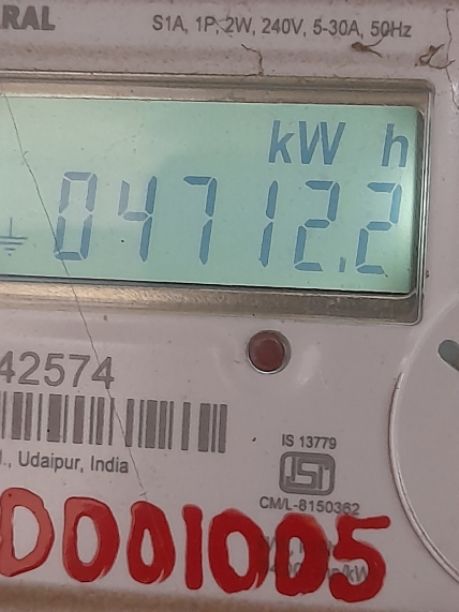 RAL S1A, 1P, 2W, 240V, 5-30A, 50Hz
kW h
04712.2
42574
IS 13779
ISI
., Udaipur, India
CM/L-8150362
D001005